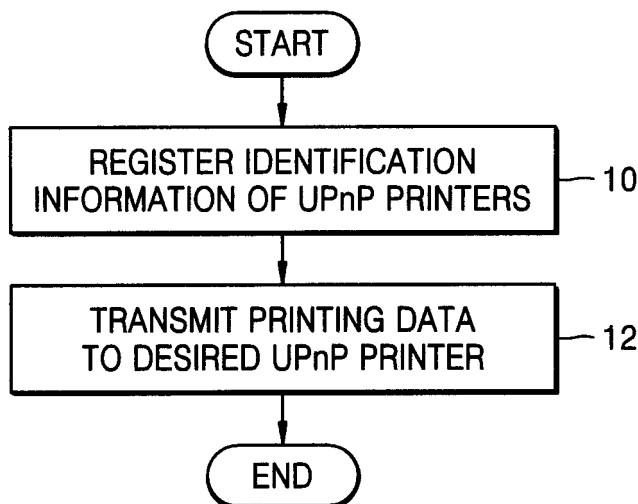 START
REGISTER IDENTIFICATION
INFORMATION OF UPnP PRINTERS
10
TRANSMIT PRINTING DATA
TO DESIRED UPnP PRINTER
12
END